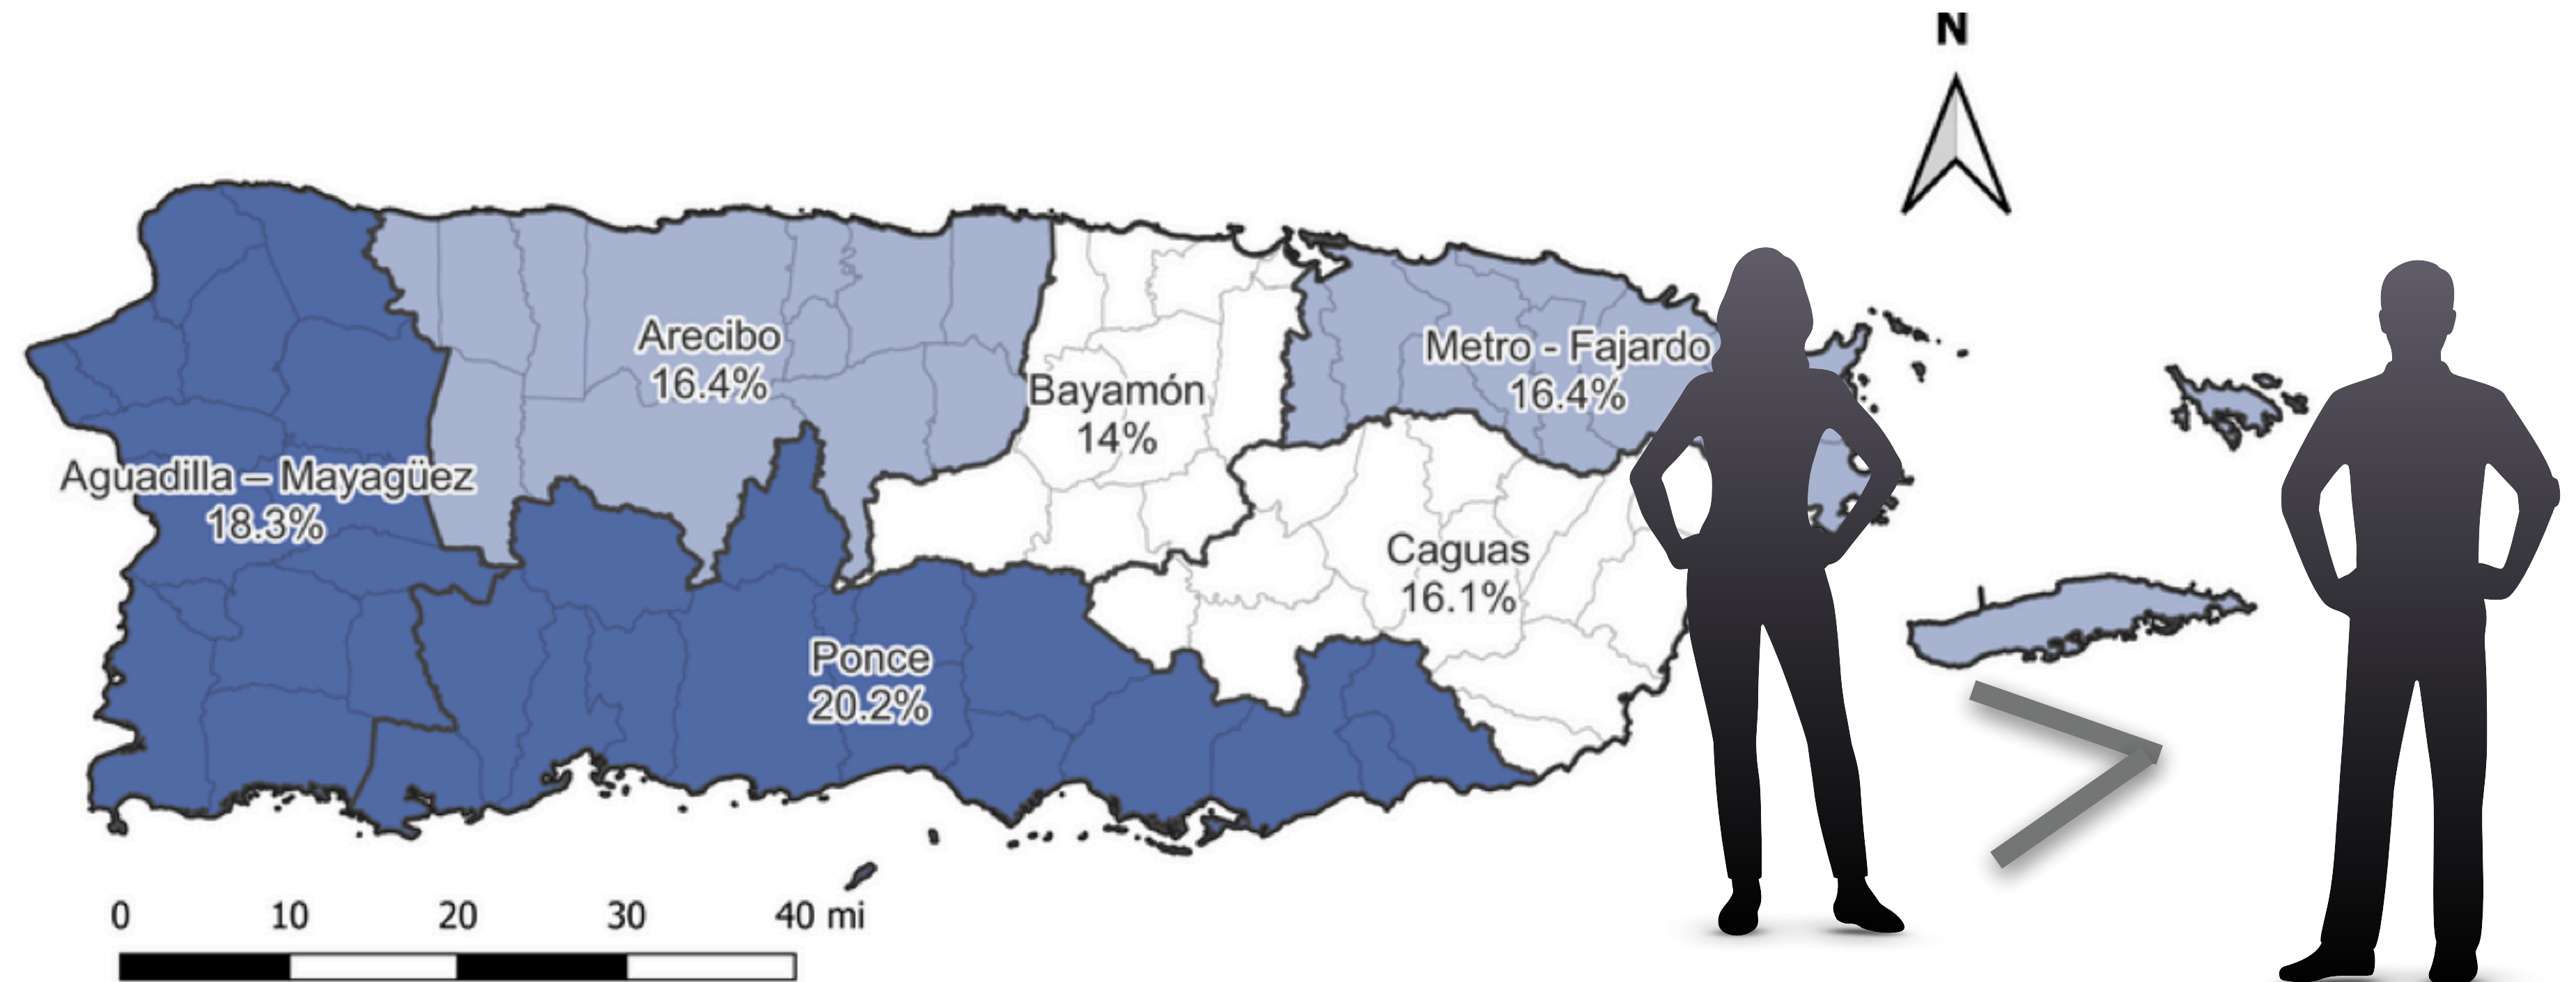 N
Arecibo
16.4%
Metro - Fajardo
16.4%
Bayamón
14%
Aguadilla – Mayagüez
18.3%
Caguas
16.1%
Ponce
20.2%
0 10 20 30 40 mi